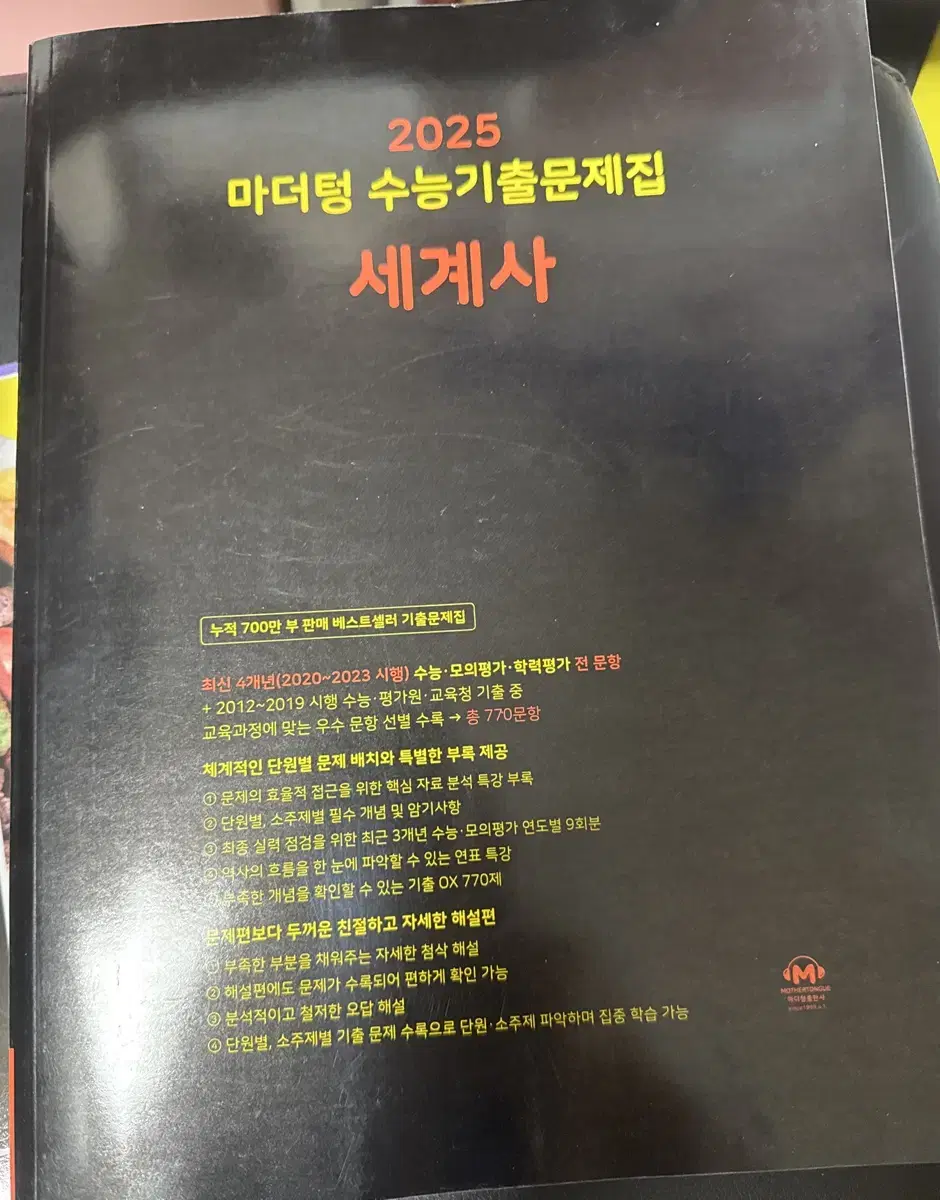 2025
마더텅 수능기출문제집
세계사
누적 700만 부 판매 베스트셀러 기출문제집
최신 4개년(2020~2023 시행) 수능·모의평가·학력평가 전 문항
+ 2012~2019 시행 수능·평가원·교육청 기출 중
교육과정에 맞는 우수 문항 선별 수록 → 총 770문항
체계적인 단원별 문제 배치와 특별한 부록 제공
① 문제의 효율적 접근을 위한 핵심 자료 분석 특강 부록
② 단원별, 소주제별 필수 개념 및 암기사항
③ 최종 실력 점검을 위한 최근 3개년 수능·모의평가 연도별 9회분
④ 역사의 흐름을 한 눈에 파악할 수 있는 연표 특강
부족한 개념을 확인할 수 있는 기출 OX 770제
문제편보다 두꺼운 친절하고 자세한 해설편
① 부족한 부분을 채워주는 자세한 첨삭 해설
② 해설편에도 문제가 수록되어 편하게 확인 가능
③ 분석적이고 철저한 오답 해설
④ 단원별, 소주제별 기출 문제 수록으로 단원·소주제 파악하며 집중 학습 가능
M
MOTHERTONGUE
마더텅출판사